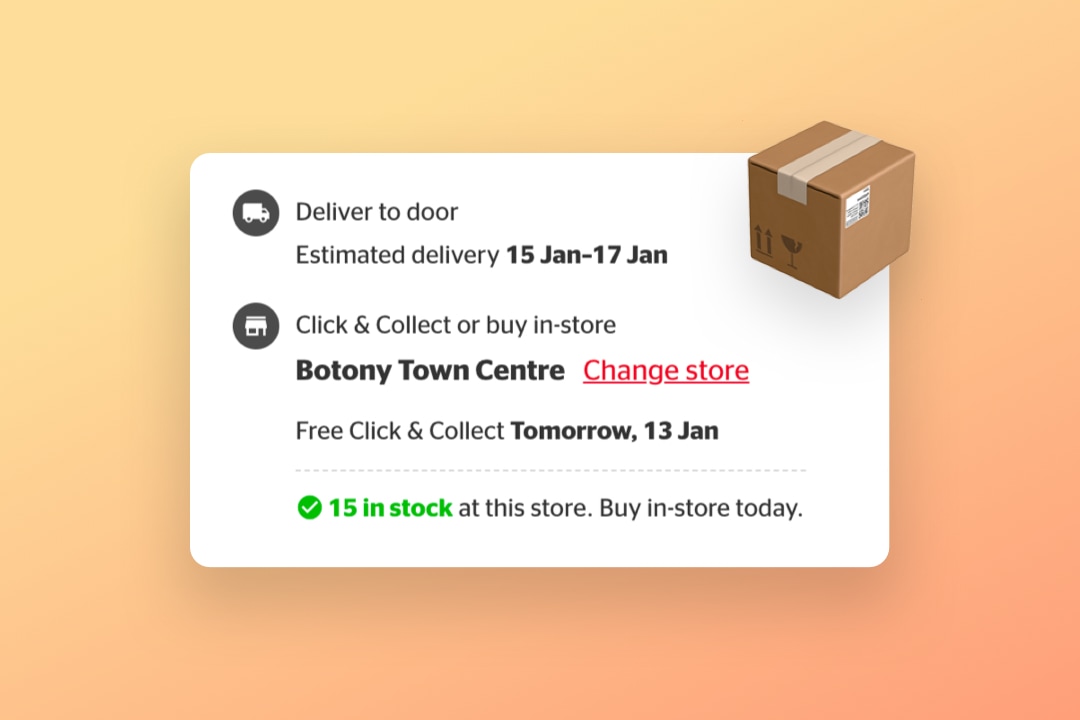 Deliver to door
Estimated delivery 15 Jan–17 Jan
Click & Collect or buy in-store
Botony Town Centre Change store
Free Click & Collect Tomorrow, 13 Jan
15 in stock at this store. Buy in-store today.